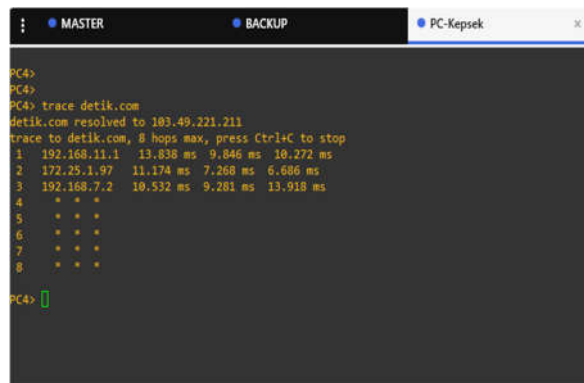 MASTER BACKUP PC-Kepsek
PC4>
PC4>
PC4> trace detik.com
detik.com resolved to 103.49.221.211
trace to detik.com, 8 hops max, press Ctrl+C to stop
1 192.168.11.1 13.838 ms 9.846 ms 10.272 ms
2 172.25.1.97 11.174 ms 7.268 ms 6.686 ms
3 192.168.7.2 10.532 ms 9.281 ms 13.918 ms
4 * * *
5 * * *
6 * * *
7 * * *
8 * * *
PC4>